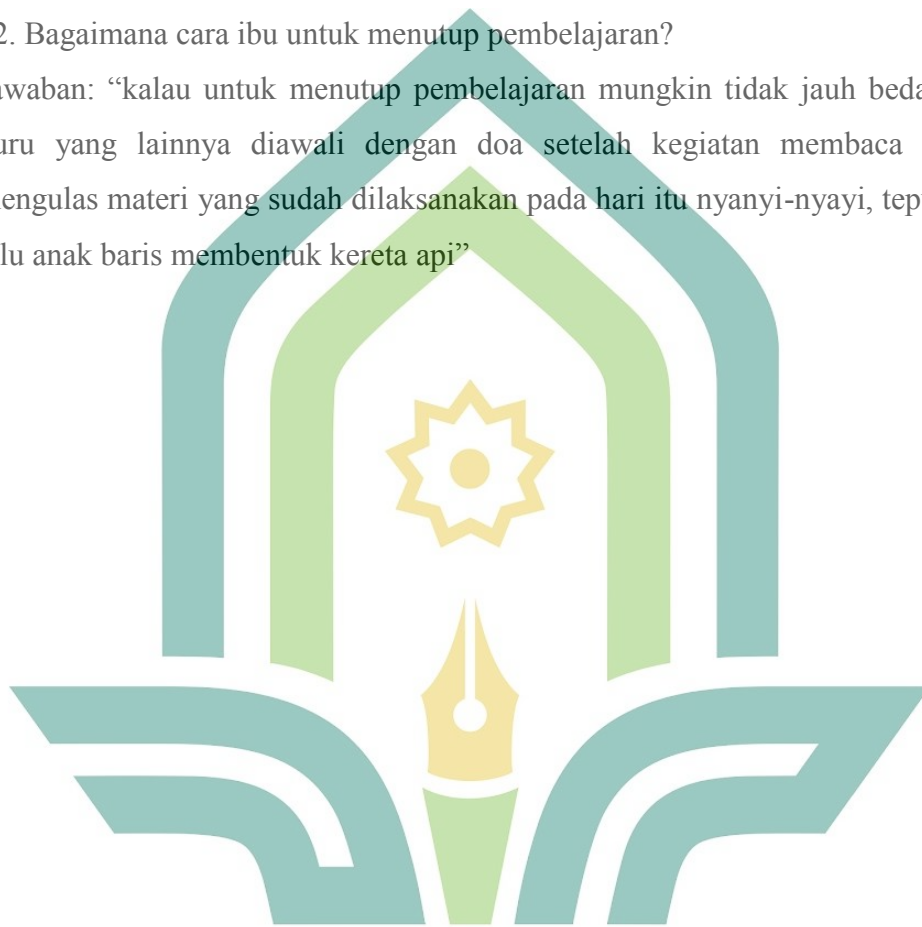 2. Bagaimana cara ibu untuk menutup pembelajaran?
awaban: “kalau untuk menutup pembelajaran mungkin tidak jauh beda
uru yang lainnya diawali dengan doa setelah kegiatan membaca
engulas materi yang sudah dilaksanakan pada hari itu nyanyi-nyayi, tep
lu anak baris membentuk kereta api”